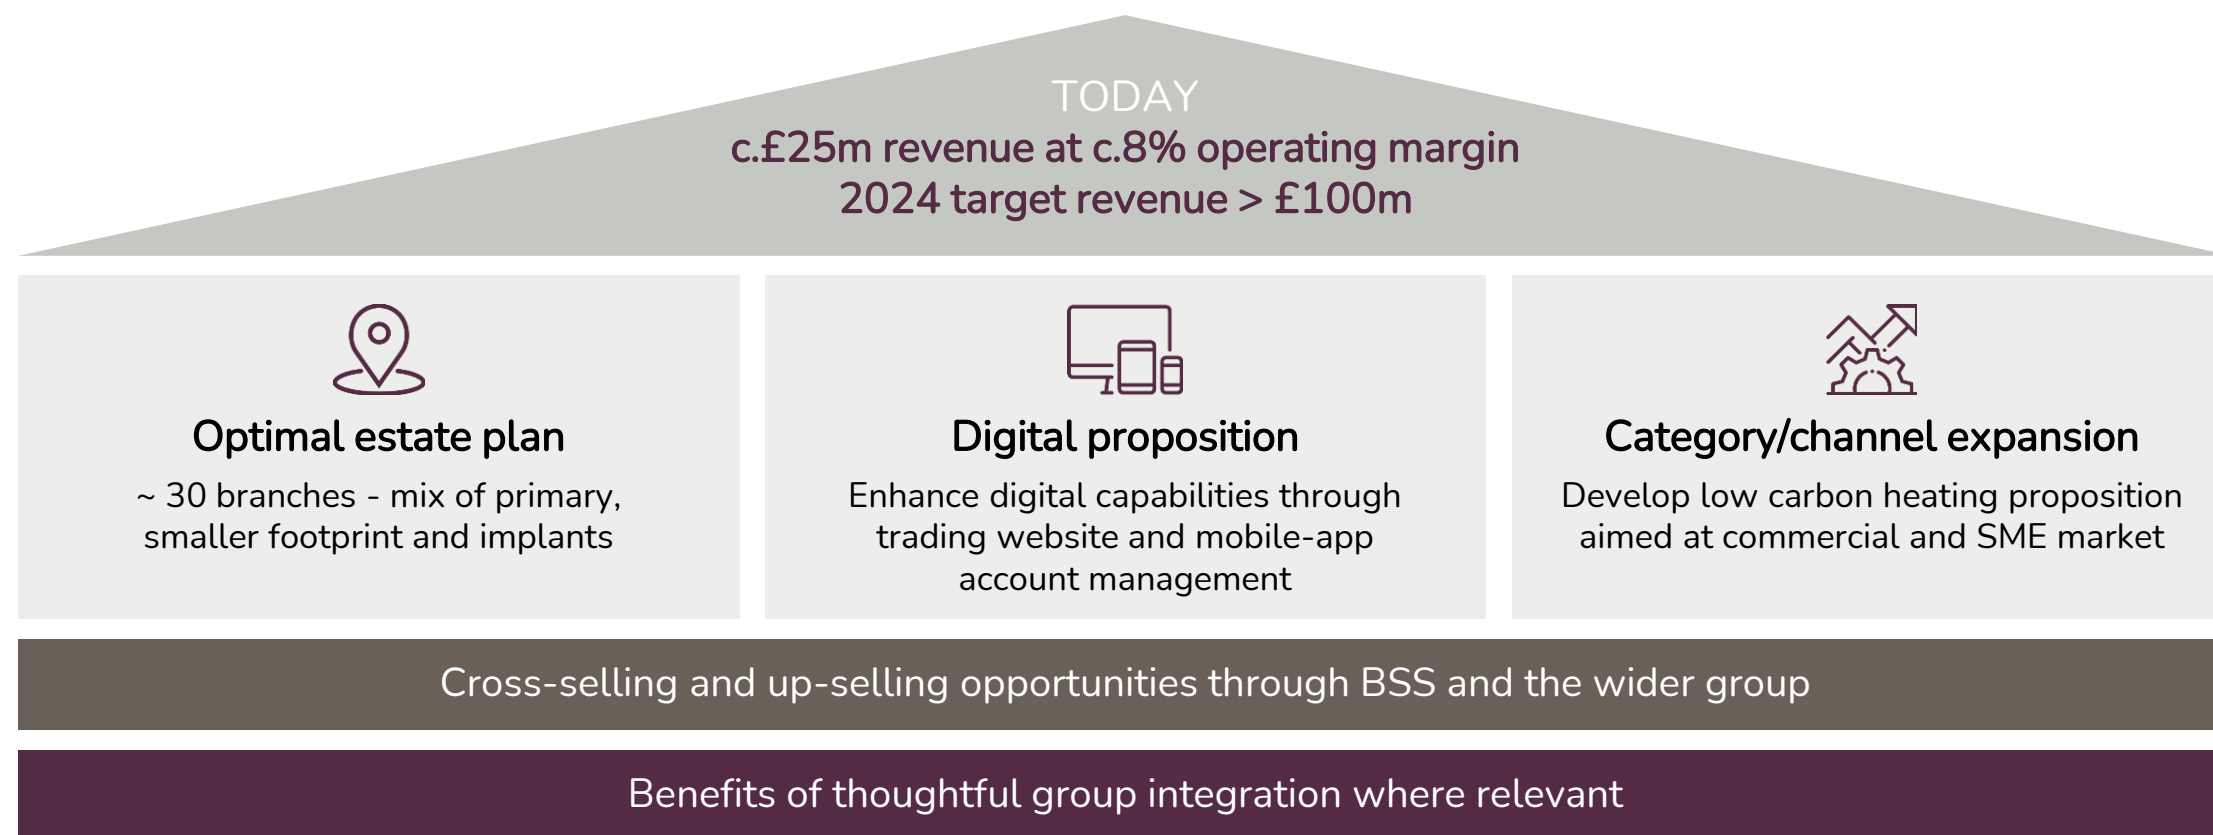 TODAY
c.£25m revenue at c.8% operating margin
2024 target revenue > £100m
Optimal estate plan
~ 30 branches - mix of primary,
smaller footprint and implants
Digital proposition
Enhance digital capabilities through
trading website and mobile-app
account management
Category/channel expansion
Develop low carbon heating proposition
aimed at commercial and SME market
Cross-selling and up-selling opportunities through BSS and the wider group
Benefits of thoughtful group integration where relevant